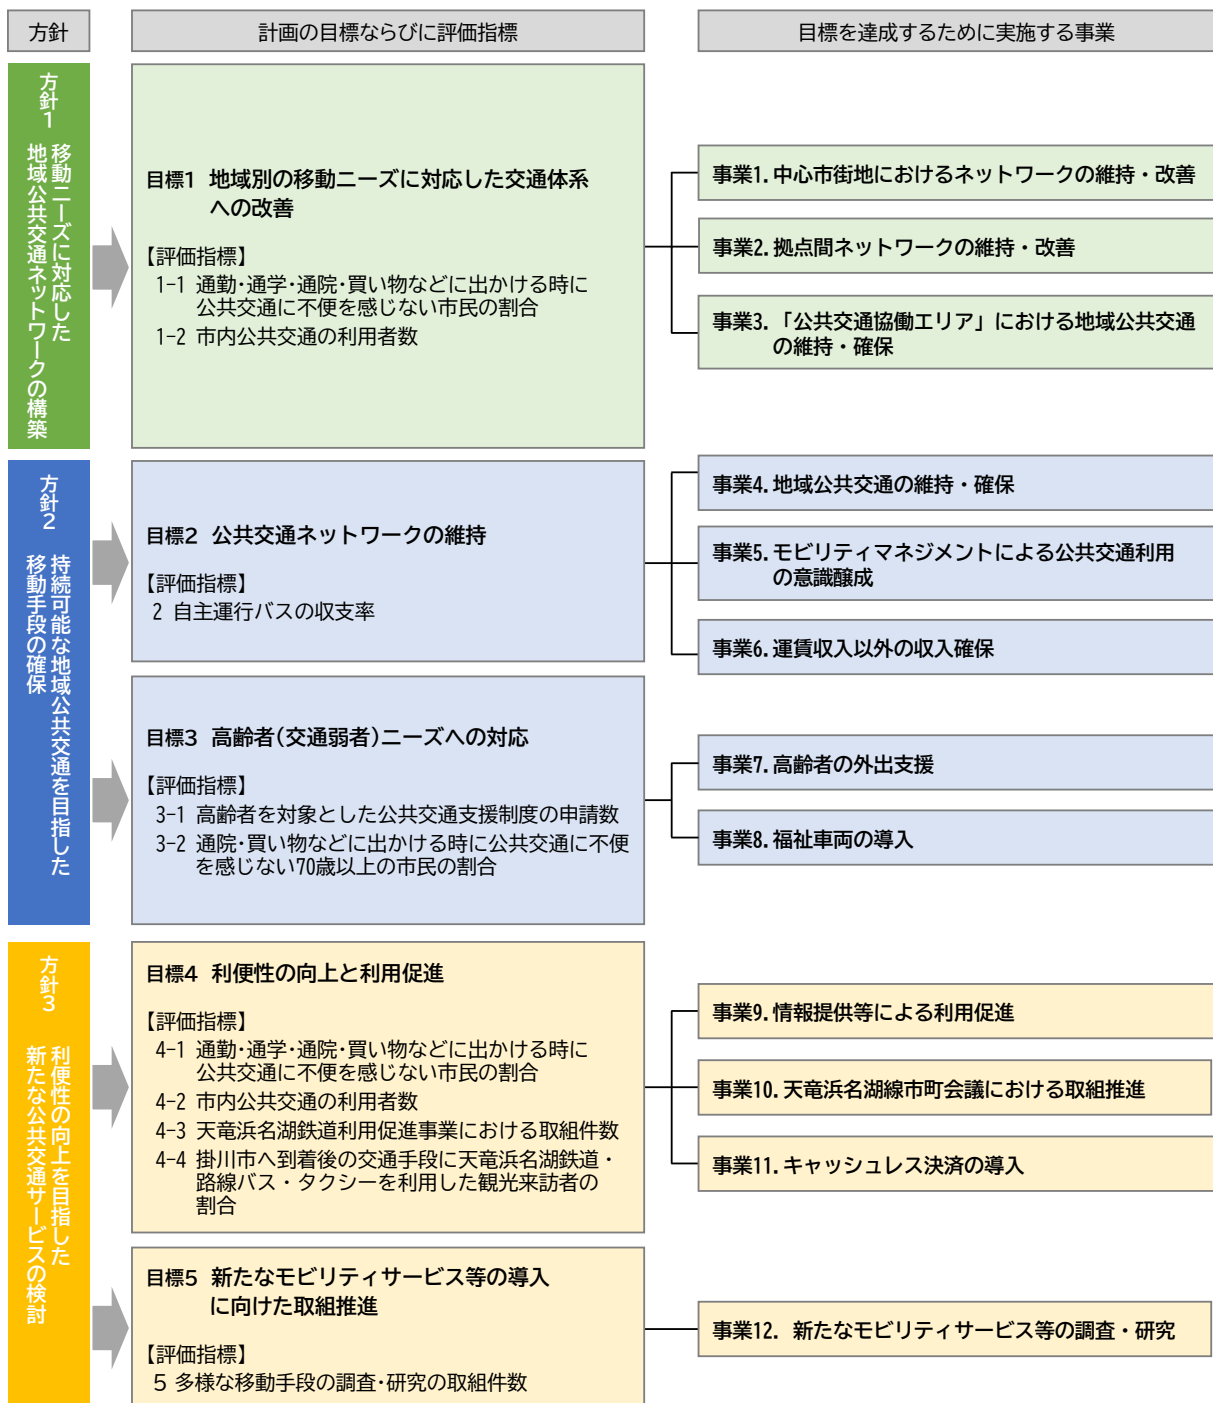 方針
計画の目標ならびに評価指標
目標を達成するために実施する事業
方針1
移動ニーズに対応した
地域公共交通ネットワークの構築
目標1 地域別の移動ニーズに対応した交通体系
への改善
【評価指標】
1-1 通勤・通学・通院・買い物などに出かける時に
公共交通に不便を感じない市民の割合
1-2 市内公共交通の利用者数
事業1.中心市街地におけるネットワークの維持・改善
事業2.拠点間ネットワークの維持・改善
事業3.「公共交通協働エリア」における地域公共交通
の維持・確保
方針2
持続可能な地域公共交通を目指した
移動手段の確保
目標2 公共交通ネットワークの維持
【評価指標】
2 自主運行バスの収支率
事業4.地域公共交通の維持・確保
事業5.モビリティマネジメントによる公共交通利用
の意識醸成
事業6.運賃収入以外の収入確保
目標3 高齢者(交通弱者)ニーズへの対応
【評価指標】
3-1 高齢者を対象とした公共交通支援制度の申請数
3-2 通院・買い物などに出かける時に公共交通に不便
を感じない70歳以上の市民の割合
事業7.高齢者の外出支援
事業8.福祉車両の導入
方針3
利便性の向上を目指した
新たな公共交通サービスの検討
目標4 利便性の向上と利用促進
【評価指標】
4-1 通勤・通学・通院・買い物などに出かける時に
公共交通に不便を感じない市民の割合
4-2 市内公共交通の利用者数
4-3 天竜浜名湖鉄道利用促進事業における取組件数
4-4 掛川市へ到着後の交通手段に天竜浜名湖鉄道・
路線バス・タクシーを利用した観光来訪者の
割合
事業9.情報提供等による利用促進
事業10.天竜浜名湖線市町会議における取組推進
事業11.キャッシュレス決済の導入
目標5 新たなモビリティサービス等の導入
に向けた取組推進
【評価指標】
5 多様な移動手段の調査・研究の取組件数
事業12. 新たなモビリティサービス等の調査・研究